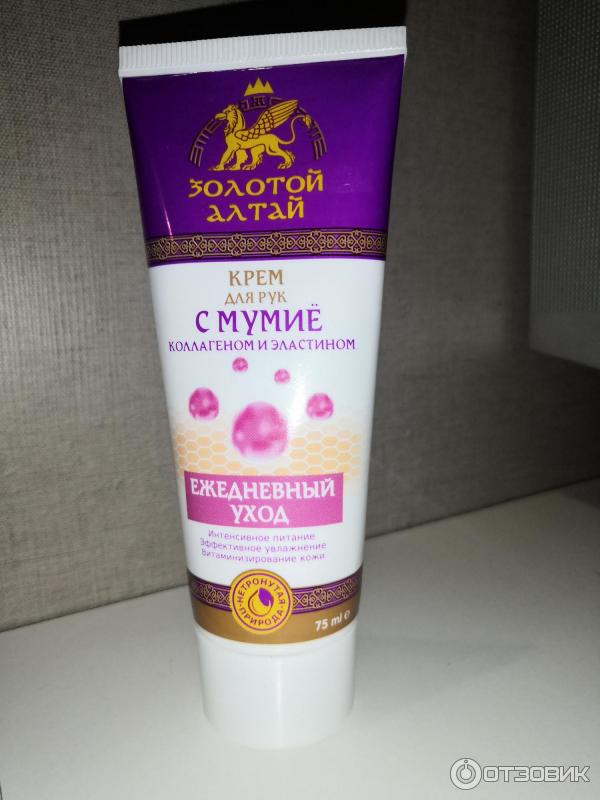 ЗОЛОТОЙ
АЛТАЙ
КРЕМ
ДЛЯ РУК
С МУМИЁ
КОЛЛАГЕНОМ И ЭЛАСТИНОМ
ЕЖЕДНЕВНЫЙ
УХОД
Интенсивное питание
Эффективное увлажнение
Витаминизирование кожи
НЕТРОНУТАЯ
ПРИРОДА
75 ml ℮
ОТЗОВИК